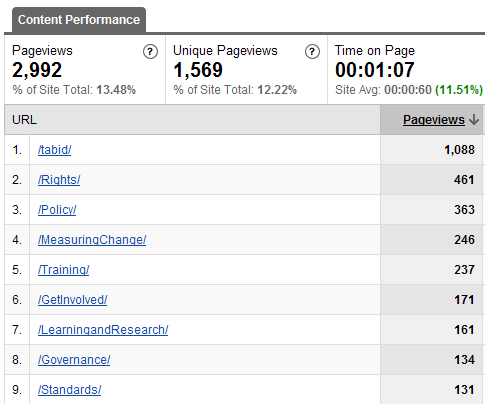 Content Performance
Pageviews ? Unique Pageviews ? Time on Page
2,992 1,569 00:01:07
% of Site Total: 13.48% % of Site Total: 12.22% Site Avg: 00:00:60 (11.51%)
URL Pageviews
1. /tabid/ 1,088
2. /Rights/ 461
3. /Policy/ 363
4. /MeasuringChange/ 246
5. /Training/ 237
6. /GetInvolved/ 171
7. /LearningandResearch/ 161
8. /Governance/ 134
9. /Standards/ 131